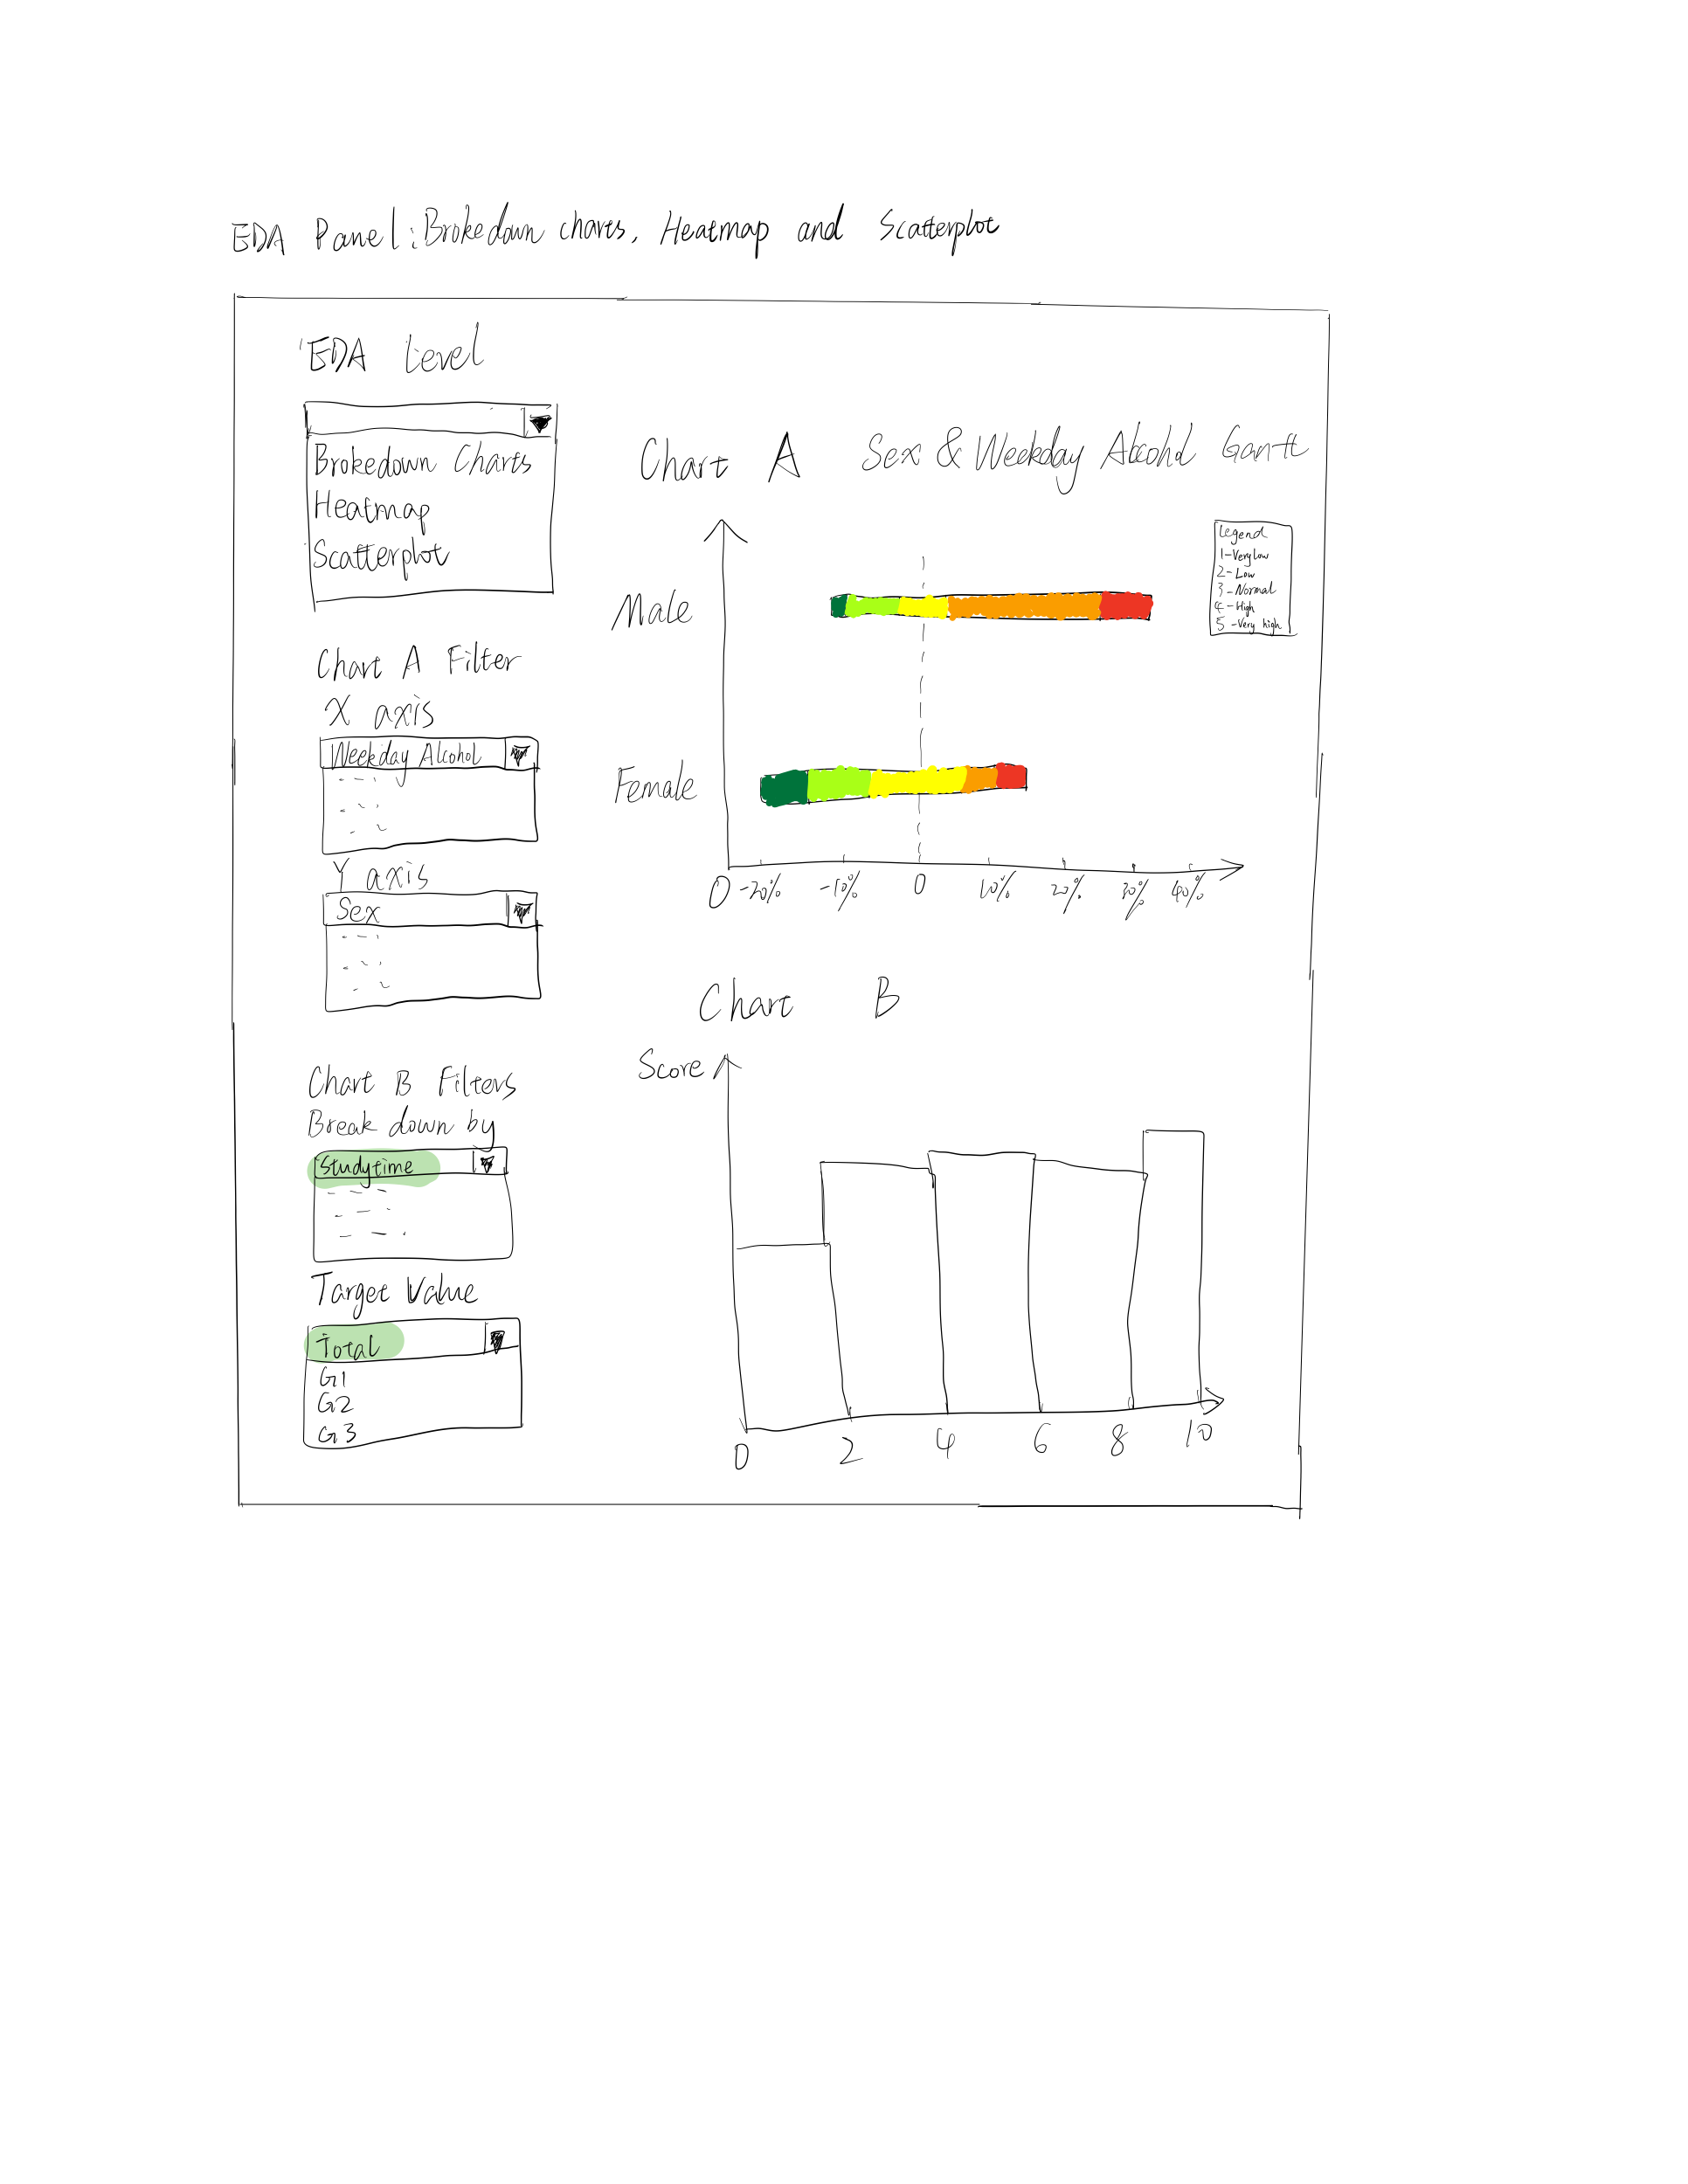 EDA Panel: Brokedown charts, Heatmap and Scatterplot
EDA Level
Brokedown Charts
Heatmap
Scatterplot
Chart A Filter
X axis
Weekday Alcohol
Y axis
Sex
Chart B Filters
Break down by
Studytime
Target Value
Total
G1
G2
G3
Chart A Sex & Weekday Alcohol Gantt
Legend
1-Very low
2-Low
3-Normal
4-High
5-Very high
Male
Female
0 -20% -10% 0 10% 20% 30% 40%
Chart B
Score
0 2 4 6 8 10